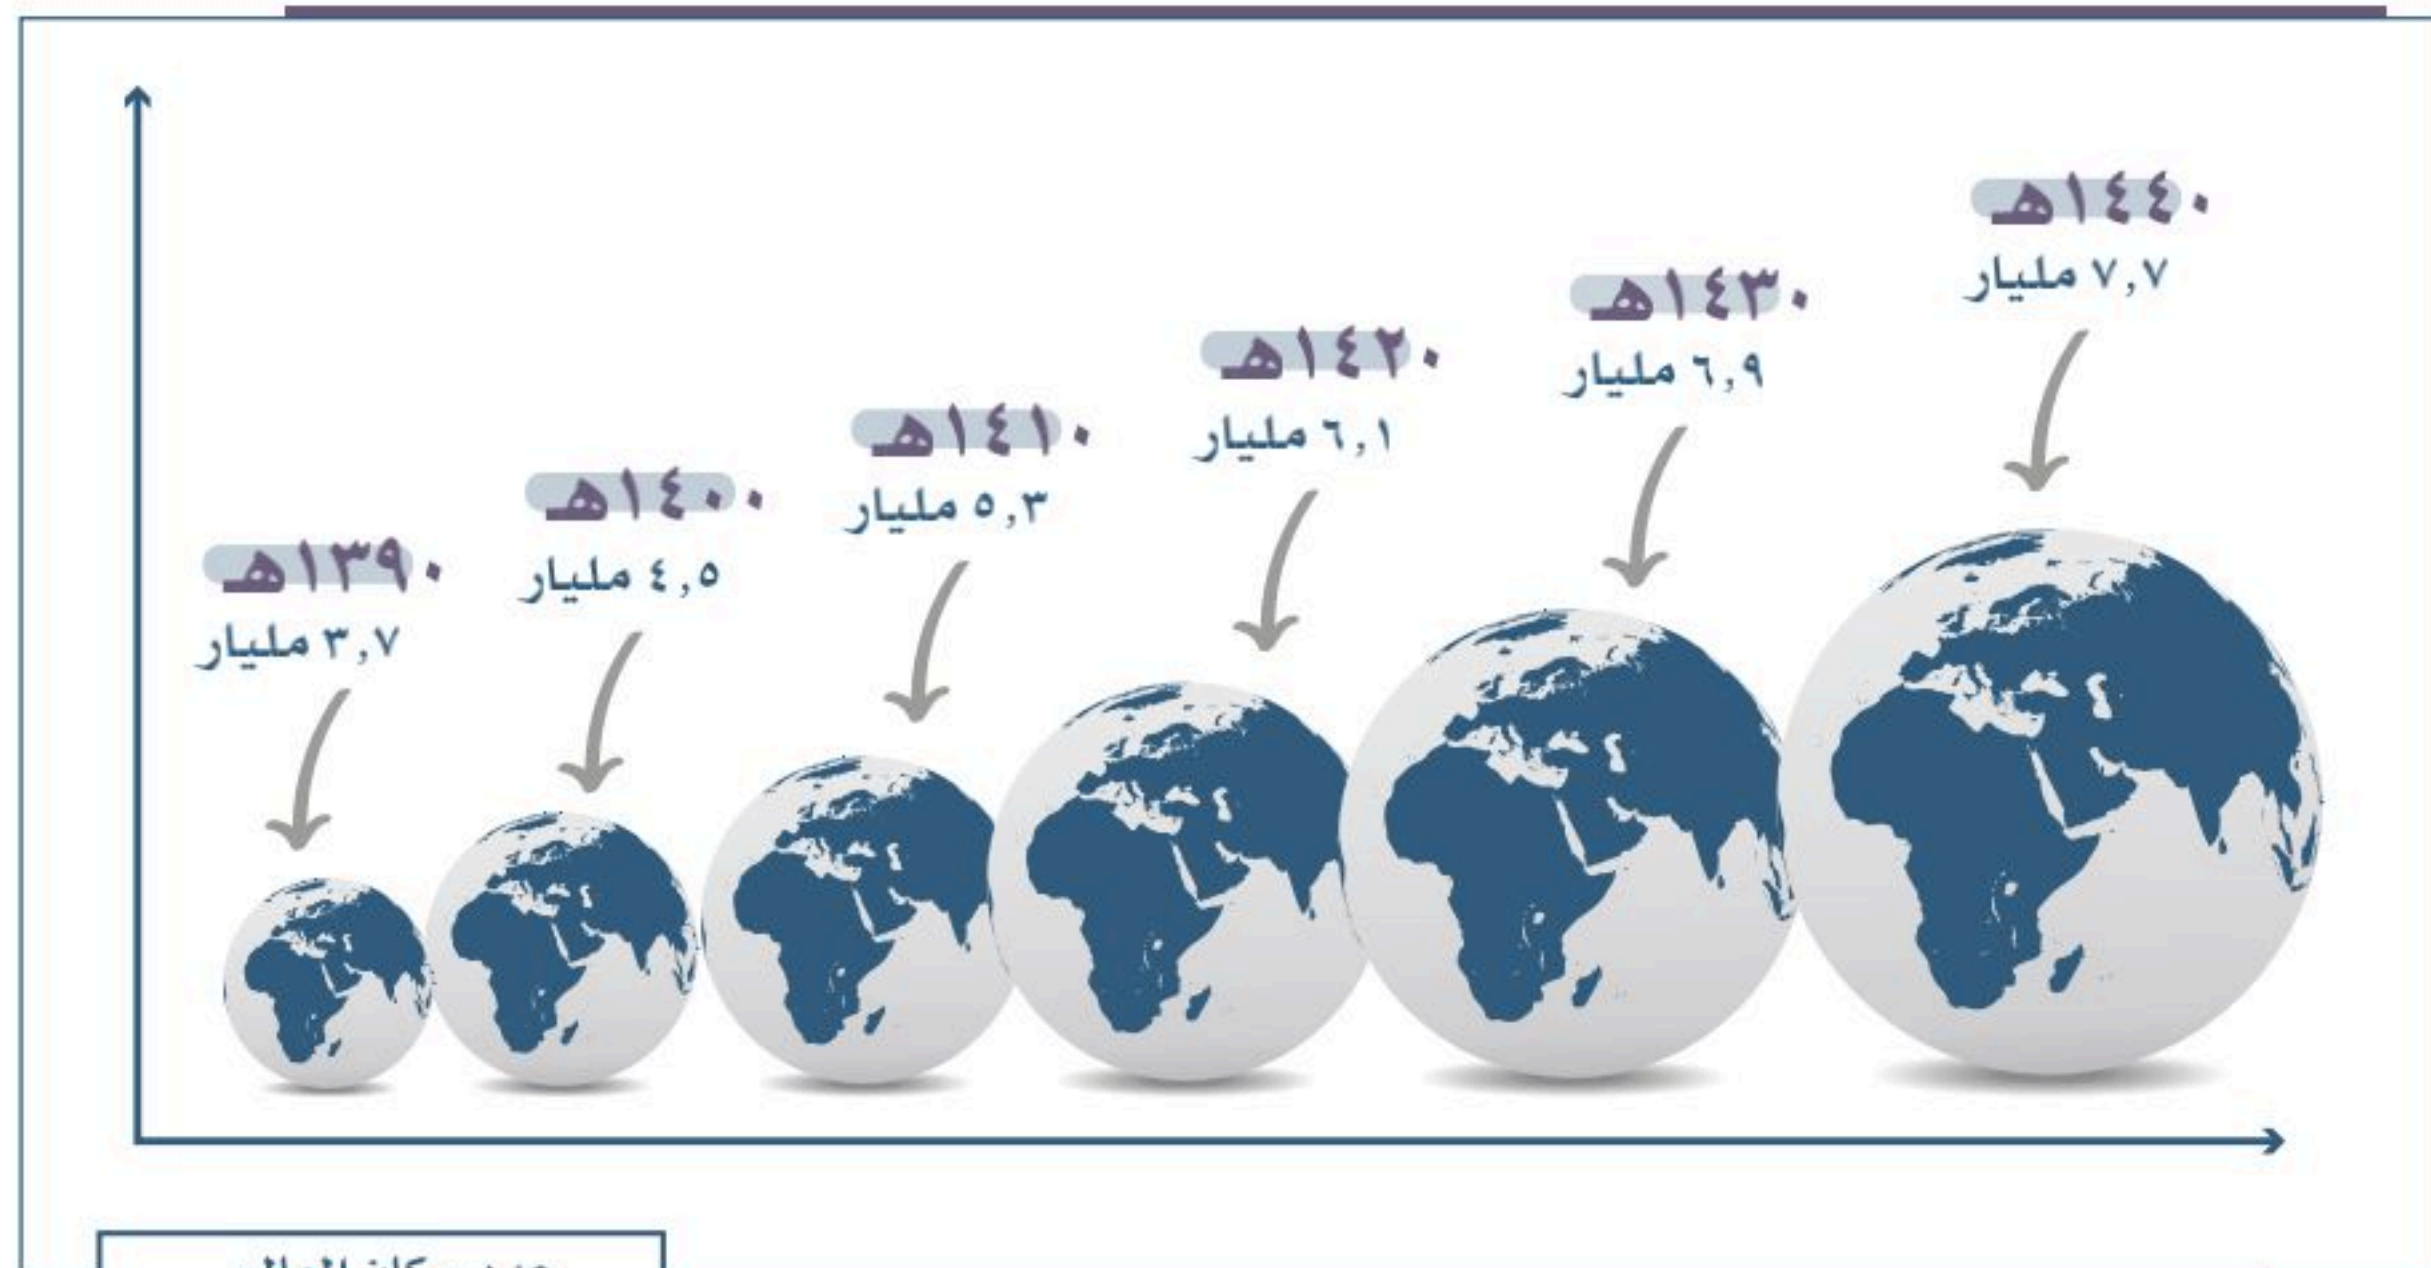 ١٣٩٠هـ
٣,٧ مليار
١٤٠٠هـ
٤,٥ مليار
١٤١٠هـ
٥,٣ مليار
١٤٢٠هـ
٦,١ مليار
١٤٣٠هـ
٦,٩ مليار
١٤٤٠هـ
٧,٧ مليار